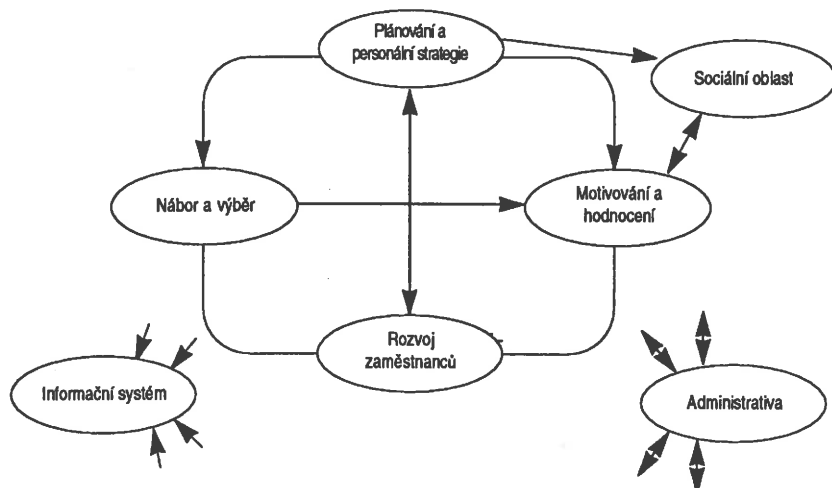 Plánování a
personální strategie
Sociální oblast
Nábor a výběr
Motivování a
hodnocení
Rozvoj
zaměstnanců
Informační systém
Administrativa